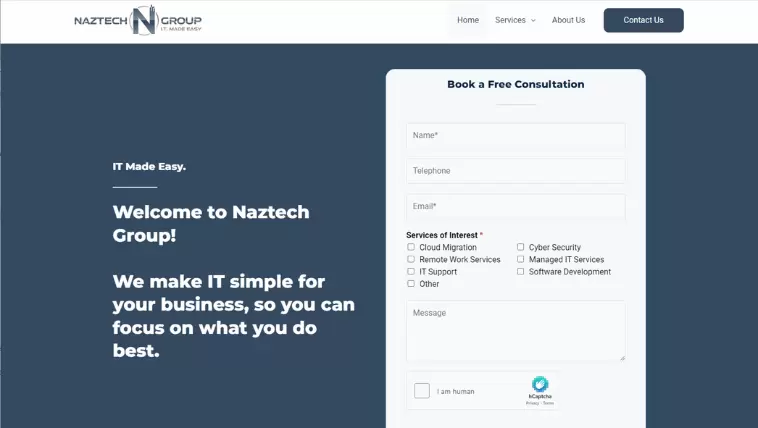 NAZTECH N GROUP
I.T. MADE EASY
Home Services About Us Contact Us
Book a Free Consultation
Name*
Telephone
Email*
Services of Interest *
Cloud Migration Cyber Security
Remote Work Services Managed IT Services
IT Support Software Development
Other
Message
I am human
hCaptcha
Privacy - Terms
IT Made Easy.
Welcome to Naztech
Group!
We make IT simple for
your business, so you can
focus on what you do
best.